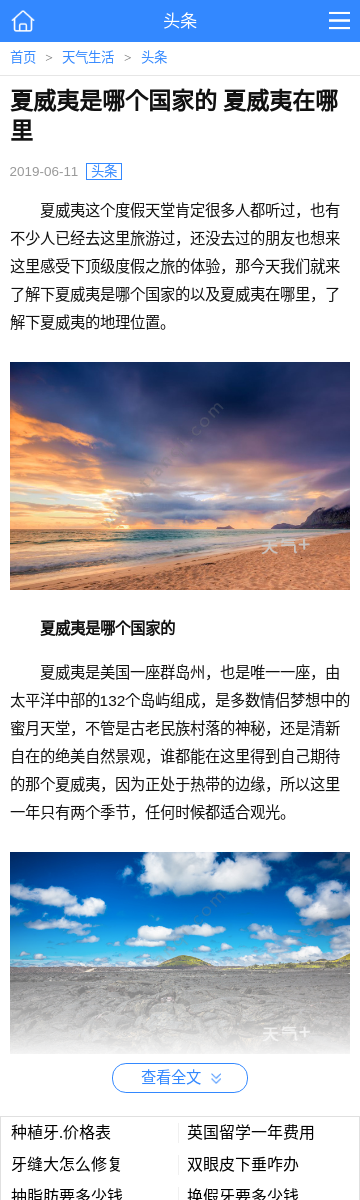 头条
首页 > 天气生活 > 头条
夏威夷是哪个国家的 夏威夷在哪
里
2019-06-11 头条
夏威夷这个度假天堂肯定很多人都听过，也有
不少人已经去这里旅游过，还没去过的朋友也想来
这里感受下顶级度假之旅的体验，那今天我们就来
了解下夏威夷是哪个国家的以及夏威夷在哪里，了
解下夏威夷的地理位置。
天气+
夏威夷是哪个国家的
夏威夷是美国一座群岛州，也是唯一一座，由
太平洋中部的132个岛屿组成，是多数情侣梦想中的
蜜月天堂，不管是古老民族村落的神秘，还是清新
自在的绝美自然景观，谁都能在这里得到自己期待
的那个夏威夷，因为正处于热带的边缘，所以这里
一年只有两个季节，任何时候都适合观光。
天气+
查看全文
种植牙.价格表
英国留学一年费用
牙缝大怎么修复
双眼皮下垂咋办
抽脂肪要多少钱
换假牙要多少钱